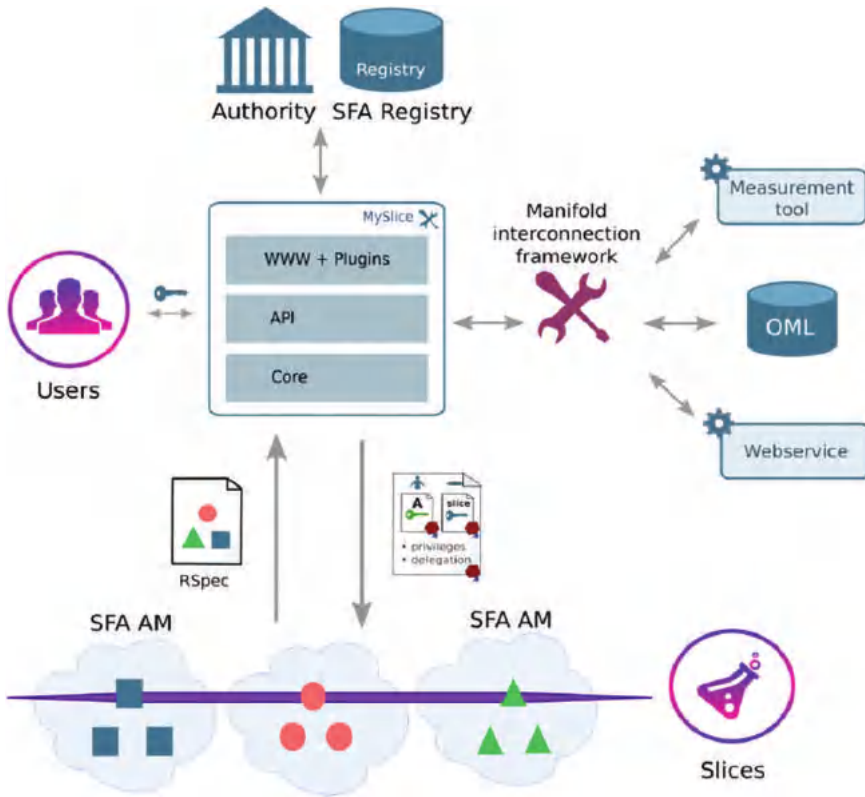 Registry
Authority
SFA Registry
MySlice
WWW + Plugins
API
Core
Users
Manifold
interconnection
framework
Measurement
tool
OML
Webservice
RSpec
A
slice
• privileges
• delegation
SFA AM
SFA AM
Slices